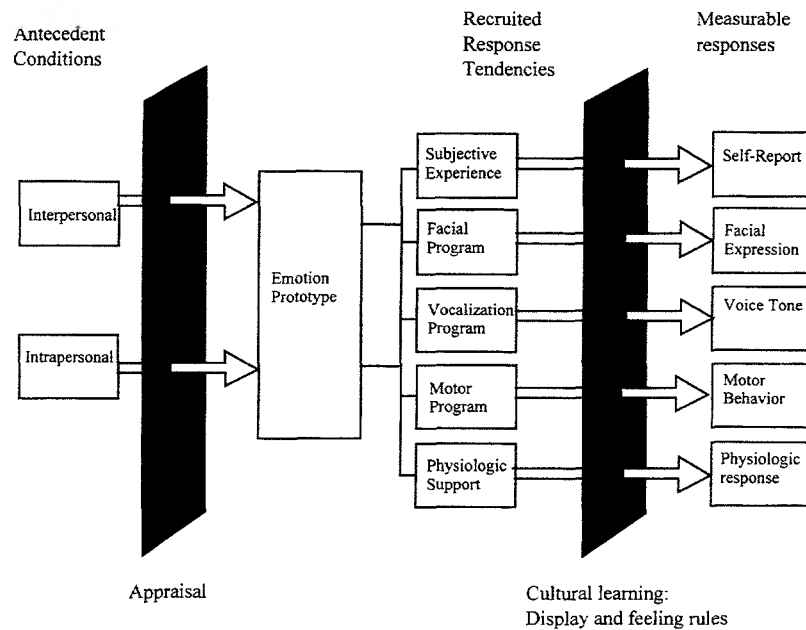 Antecedent
Conditions
Recruited
Response
Tendencies
Measurable
responses
Interpersonal
Intrapersonal
Emotion
Prototype
Subjective
Experience
Facial
Program
Vocalization
Program
Motor
Program
Physiologic
Support
Self-Report
Facial
Expression
Voice Tone
Motor
Behavior
Physiologic
response
Appraisal
Cultural learning:
Display and feeling rules